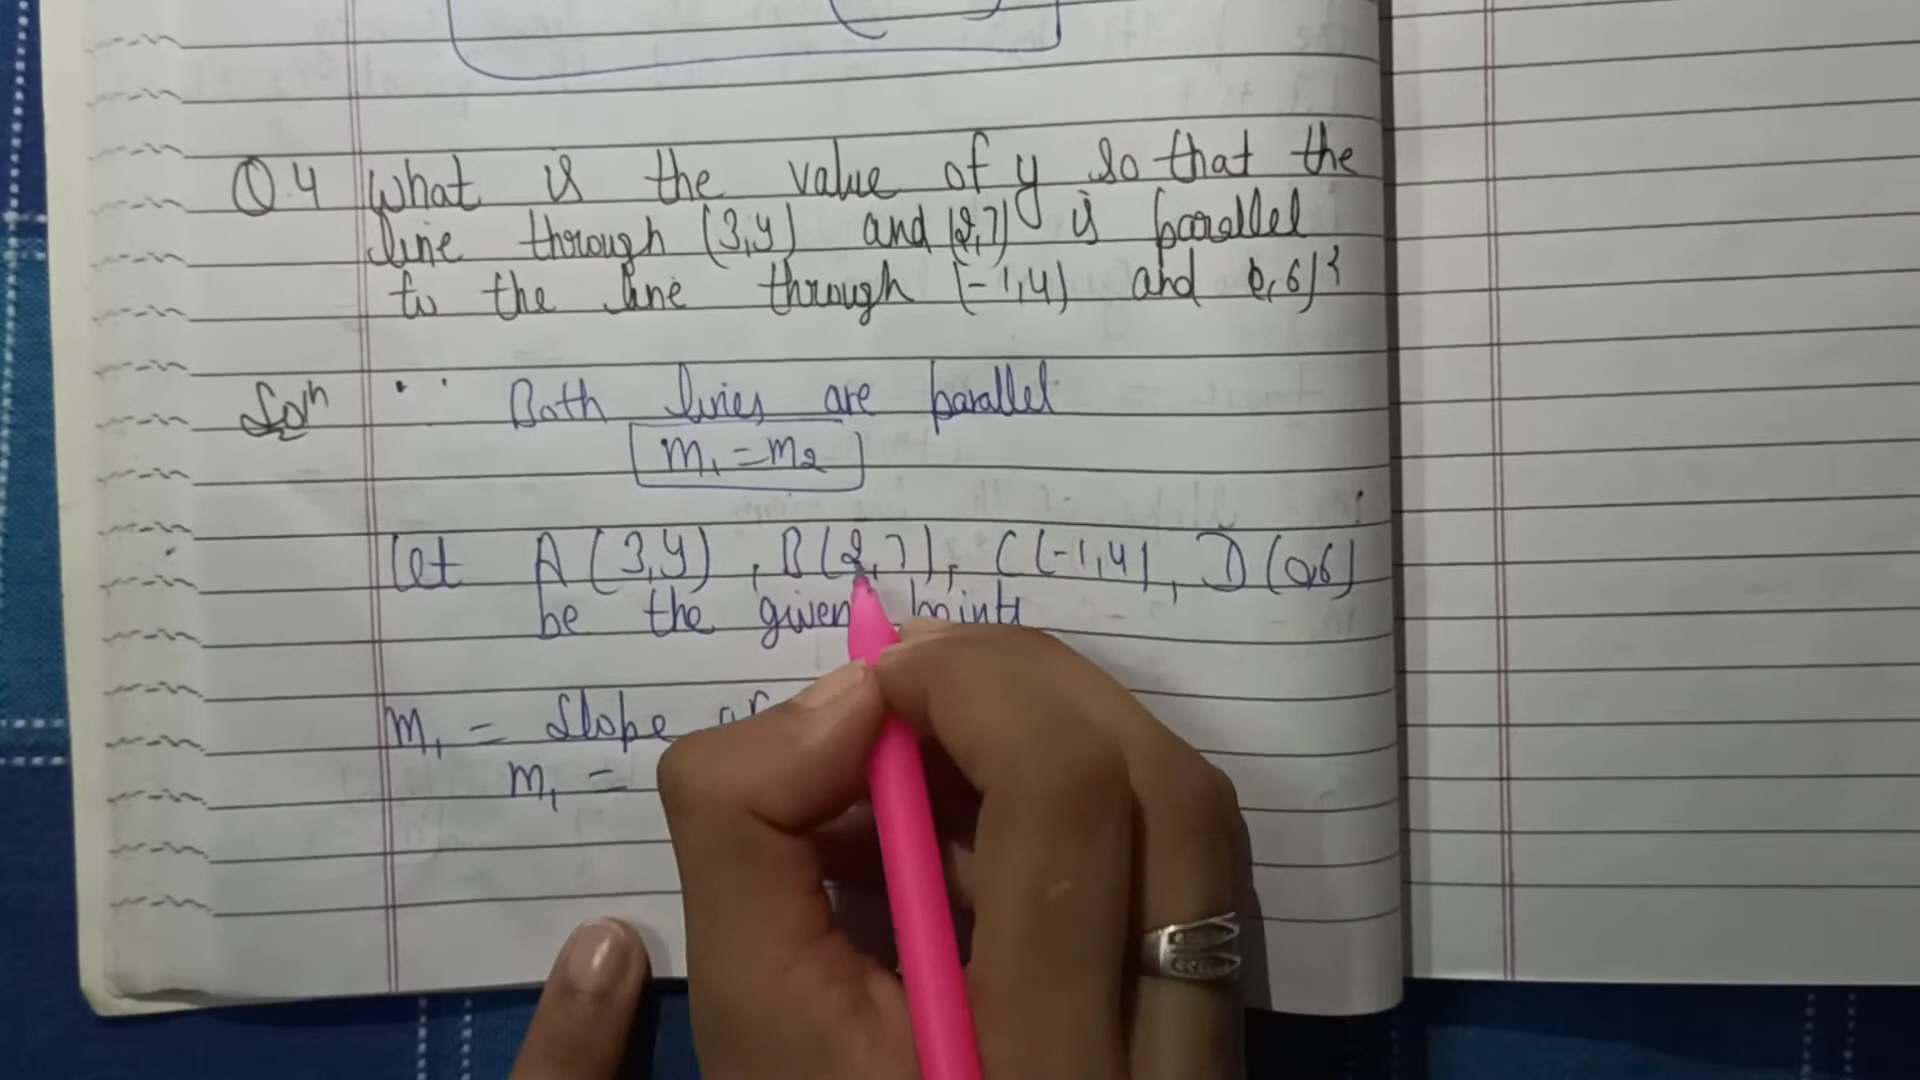 Q 4 What is the value of y so that the
line through (3,y) and (2,7) is parallel
to the line through (-1,4) and (0,6)?
Soln ∵ Both lines are parallel
m₁ = m₂
Let A (3,y) , B (2,7), C (-1,4), D (0,6)
be the given points
m₁ = Slope
m₁ =